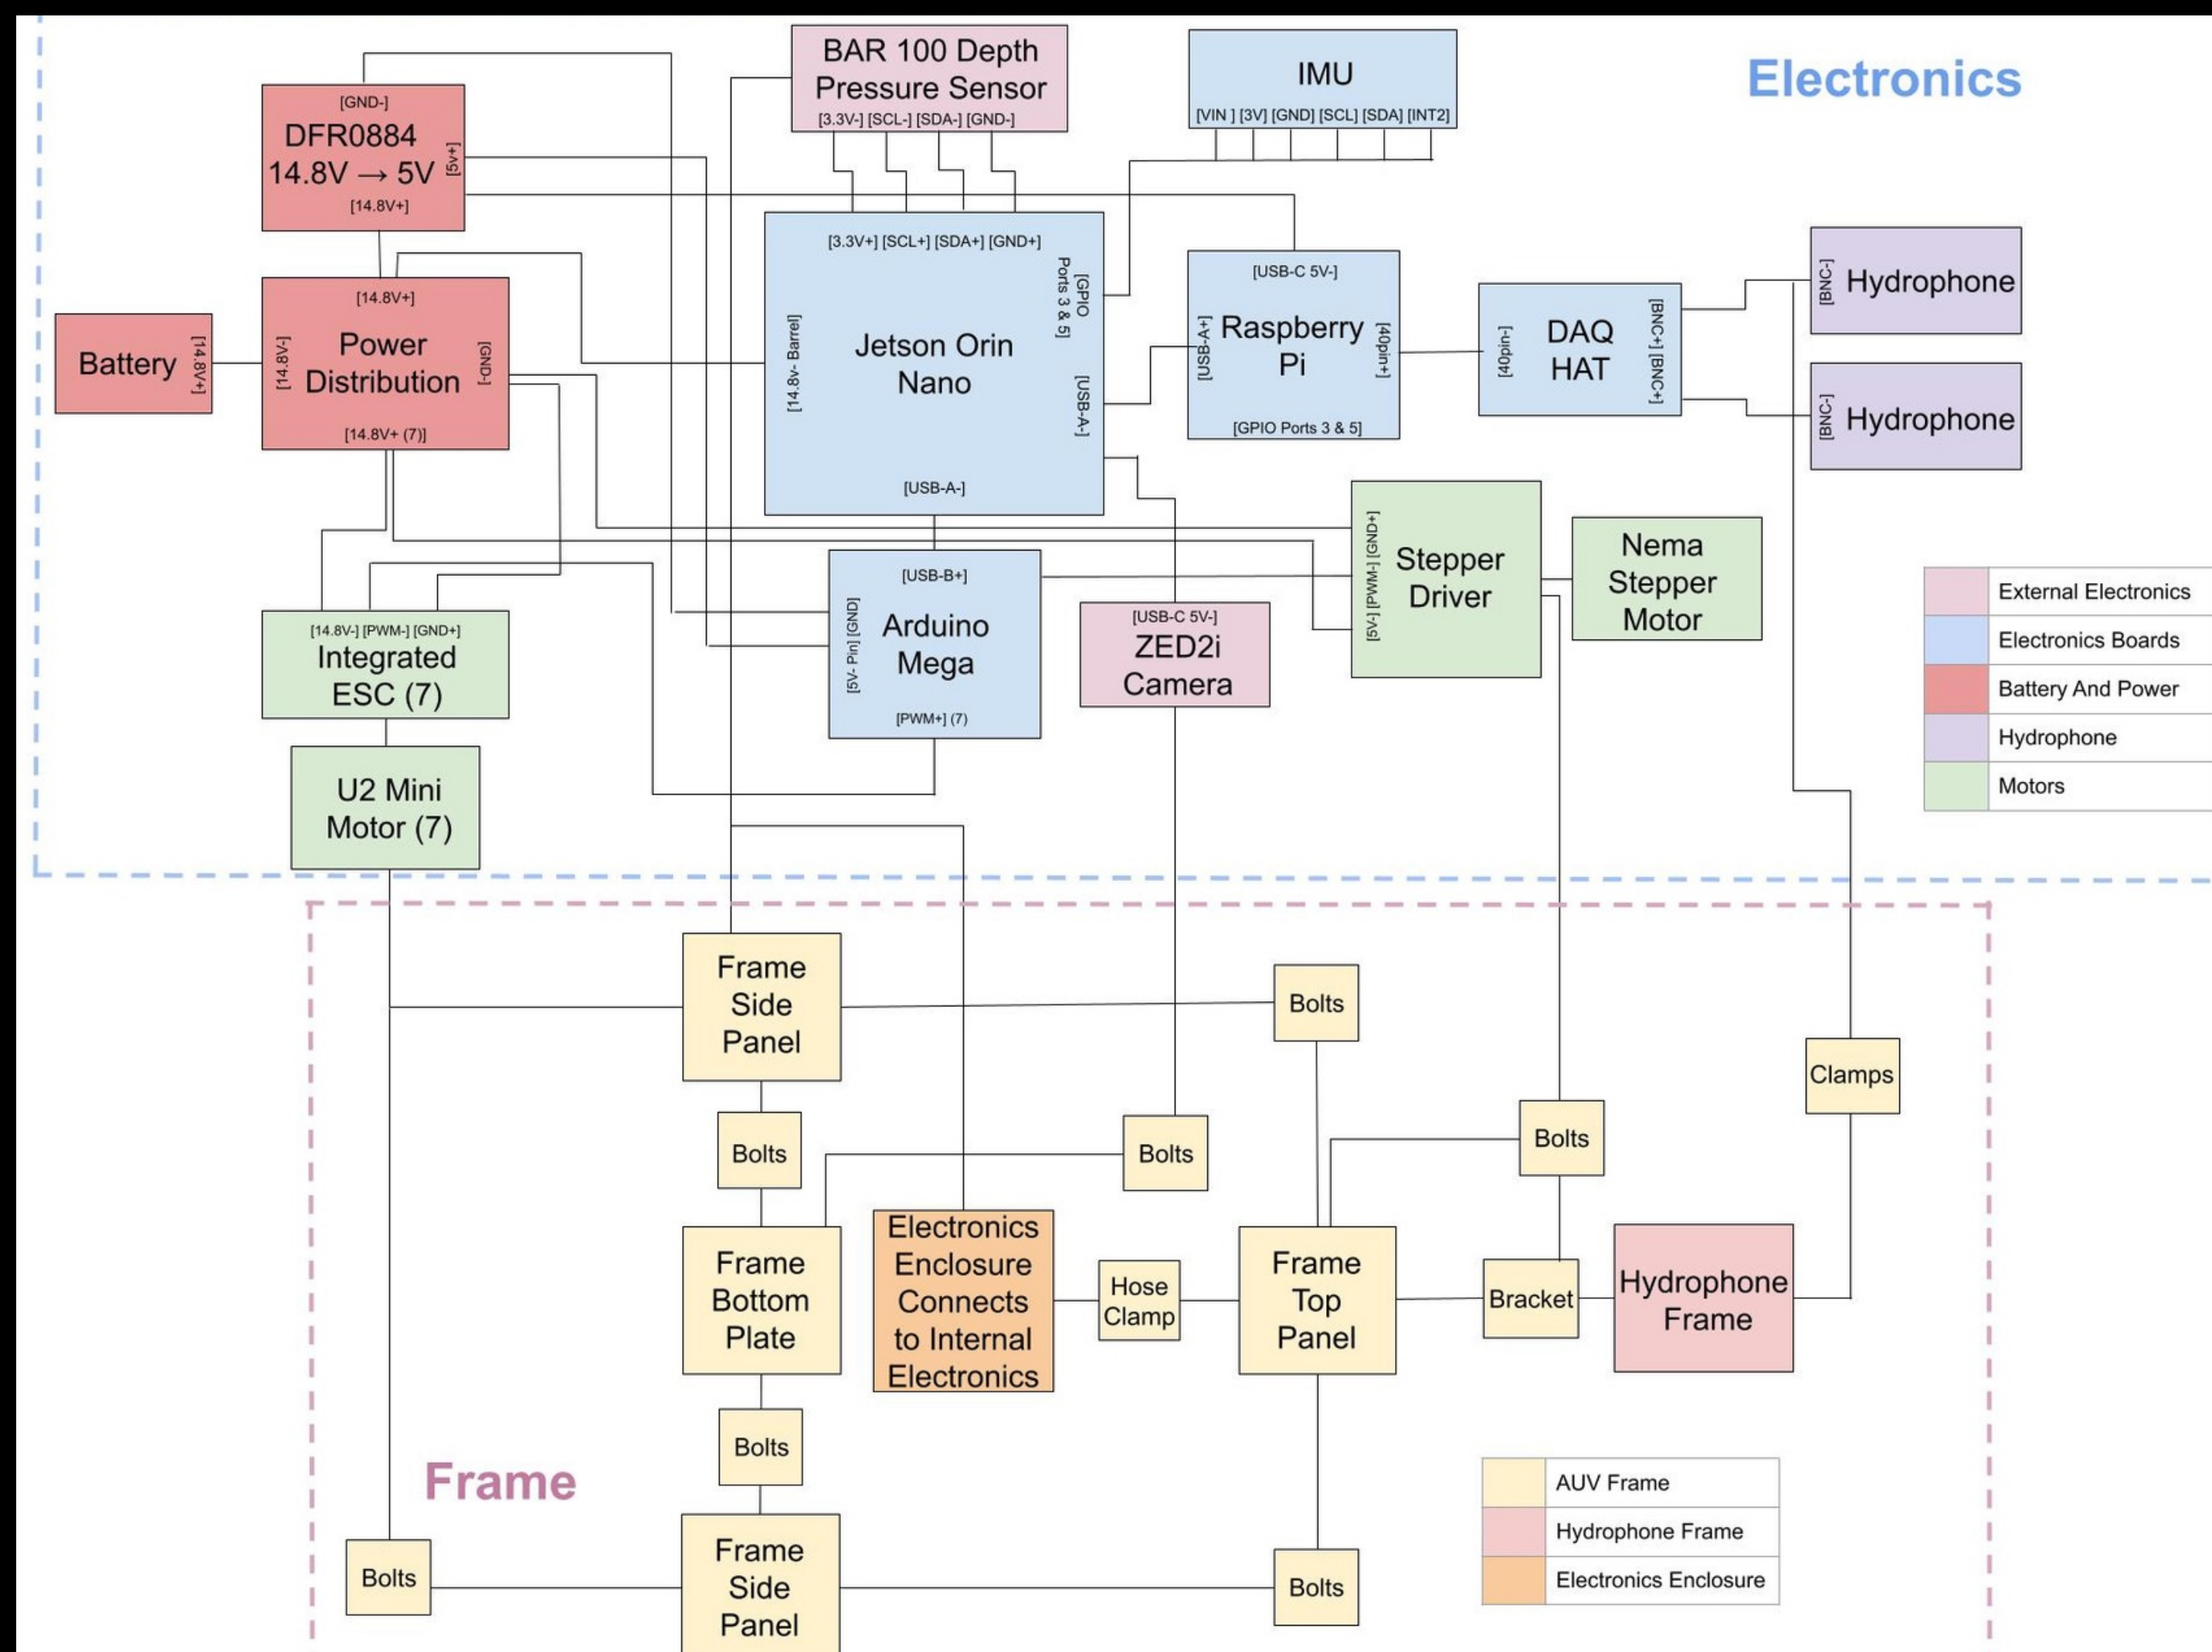 Electronics
BAR 100 Depth
Pressure Sensor
[3.3V-] [SCL-] [SDA-] [GND-]
IMU
[VIN ] [3V] [GND] [SCL] [SDA] [INT2]
[GND-]
DFR0884
14.8V → 5V
[5v+]
[14.8V+]
Battery
[14.8V+]
[14.8V+]
[14.8V-]
Power
Distribution
[GND-]
[14.8V+ (7)]
[3.3V+] [SCL+] [SDA+] [GND+]
[GPIO
Ports 3 & 5]
[14.8v- Barrel]
Jetson Orin
Nano
[USB-A-]
[USB-A-]
[USB-C 5V-]
[USB-A+]
Raspberry
Pi
[40pin+]
[GPIO Ports 3 & 5]
[40pin-]
DAQ
HAT
[BNC+] [BNC+]
[BNC-]
Hydrophone
[BNC-]
Hydrophone
[5V-] [PWM-] [GND+]
Stepper
Driver
Nema
Stepper
Motor
[USB-B+]
[5V- Pin] [GND]
Arduino
Mega
[PWM+] (7)
[USB-C 5V-]
ZED2i
Camera
[14.8V-] [PWM-] [GND+]
Integrated
ESC (7)
U2 Mini
Motor (7)
External Electronics
Electronics Boards
Battery And Power
Hydrophone
Motors
Frame
Side
Panel
Bolts
Clamps
Bolts
Bolts
Bolts
Frame
Bottom
Plate
Electronics
Enclosure
Connects
to Internal
Electronics
Hose
Clamp
Frame
Top
Panel
Bracket
Hydrophone
Frame
Bolts
Frame
Bolts
Frame
Side
Panel
Bolts
AUV Frame
Hydrophone Frame
Electronics Enclosure